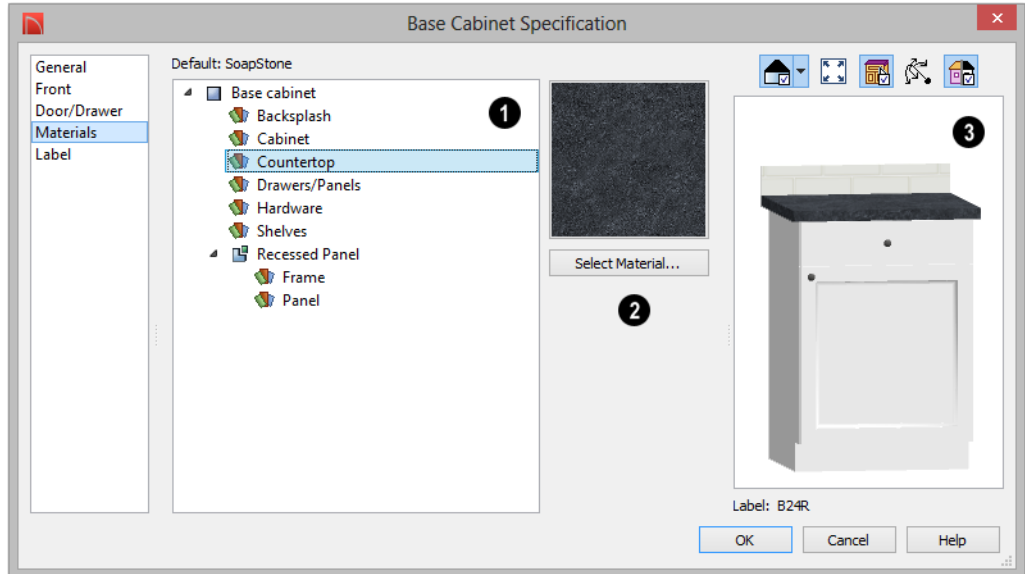 Base Cabinet Specification
×
General
Front
Door/Drawer
Materials
Label
Default: SoapStone
Base cabinet
Backsplash
Cabinet
Countertop
Drawers/Panels
Hardware
Shelves
Recessed Panel
Frame
Panel
1
Select Material...
2
3
Label: B24R
OK
Cancel
Help